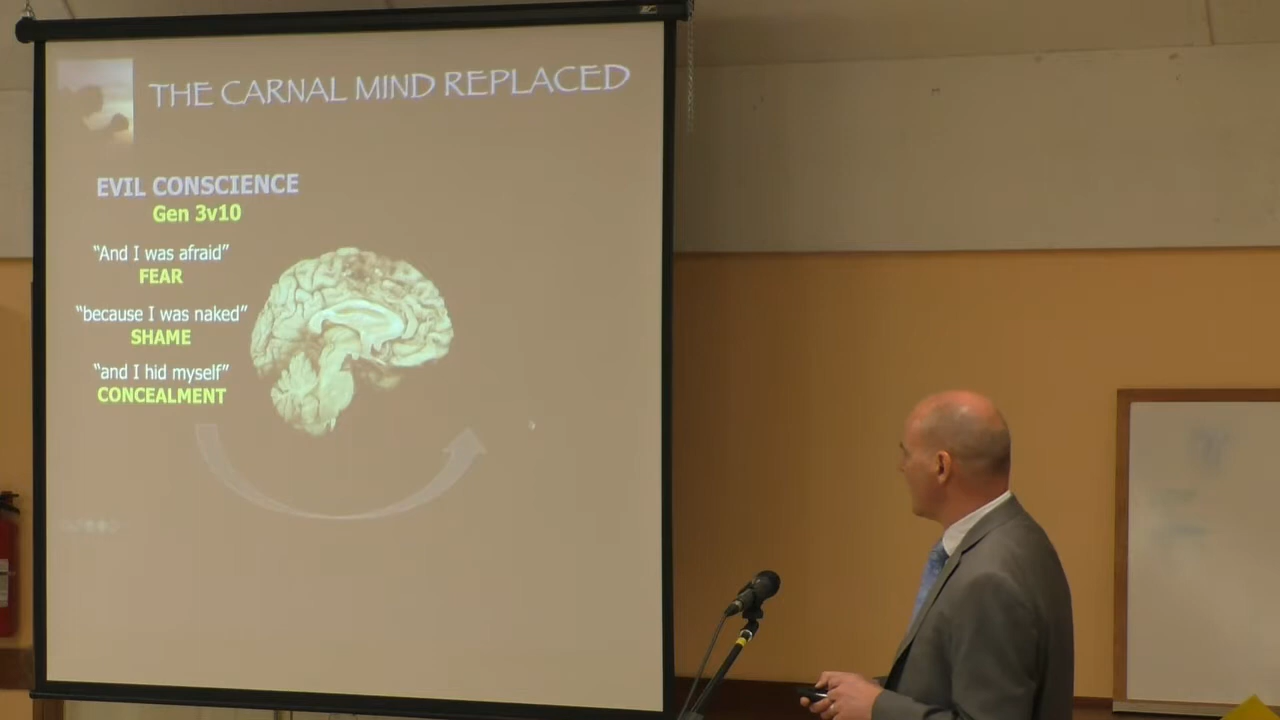 THE CARNAL MIND REPLACED
EVIL CONSCIENCE
Gen 3v10
“And I was afraid”
FEAR
“because I was naked”
SHAME
“and I hid myself”
CONCEALMENT